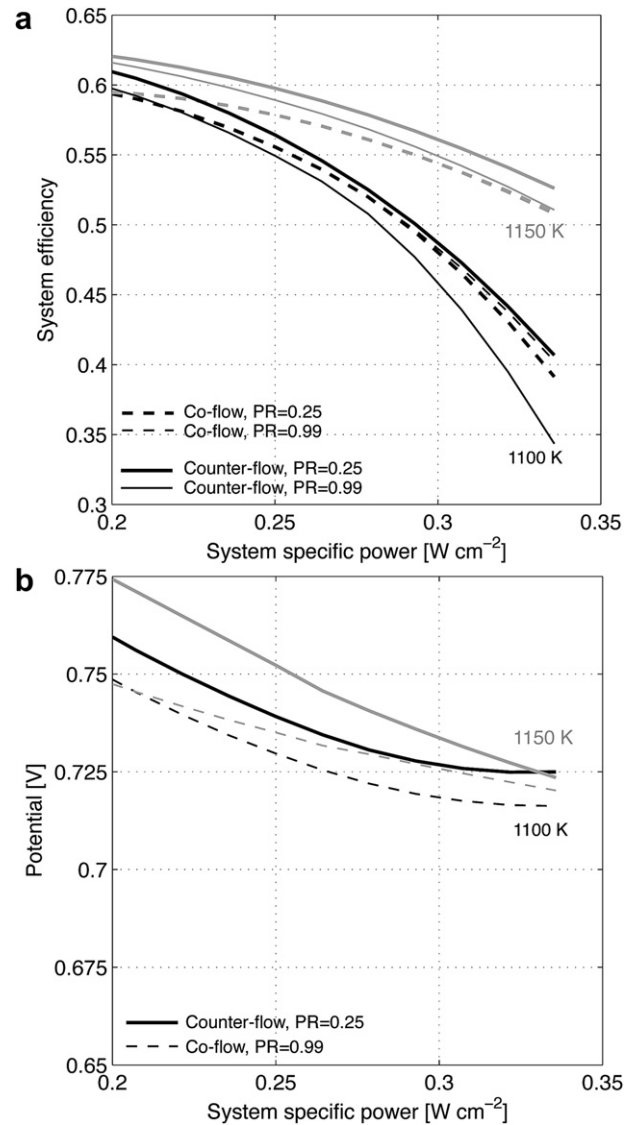 a
0.65
0.6
0.55
0.5
0.45
0.4
0.35
0.3
System efficiency
1150 K
1100 K
Co-flow, PR=0.25
Co-flow, PR=0.99
Counter-flow, PR=0.25
Counter-flow, PR=0.99
0.2 0.25 0.3 0.35
System specific power [W cm⁻²]
b
0.775
0.75
0.725
0.7
0.675
0.65
Potential [V]
1150 K
1100 K
Counter-flow, PR=0.25
Co-flow, PR=0.99
0.2 0.25 0.3 0.35
System specific power [W cm⁻²]